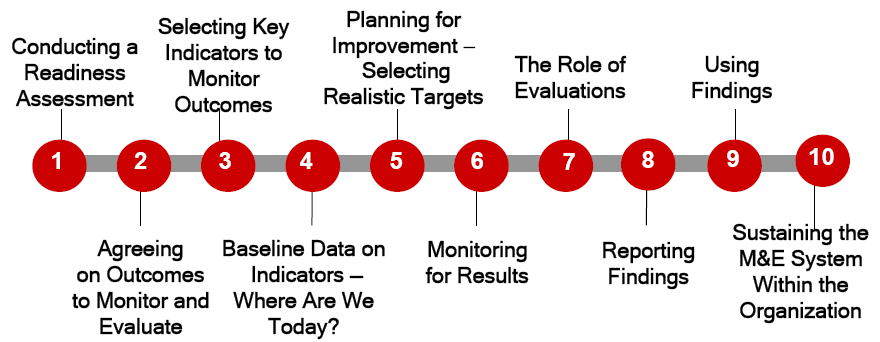 Conducting a
Readiness
Assessment
Selecting Key
Indicators to
Monitor
Outcomes
Planning for
Improvement –
Selecting
Realistic Targets
The Role of
Evaluations
Using
Findings
1 2 3 4 5 6 7 8 9 10
Agreeing
on Outcomes
to Monitor and
Evaluate
Baseline Data on
Indicators –
Where Are We
Today?
Monitoring
for Results
Reporting
Findings
Sustaining the
M&E System
Within the
Organization